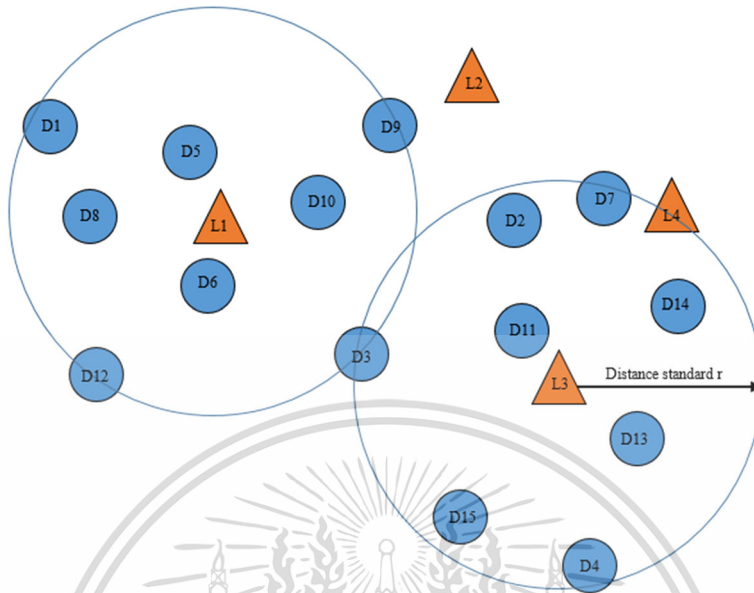 L2
D1
D9
D5
D7
L4
D10
D2
D8
L1
D6
D14
D11
D3
D12
L3
Distance standard r
D13
D15
D4